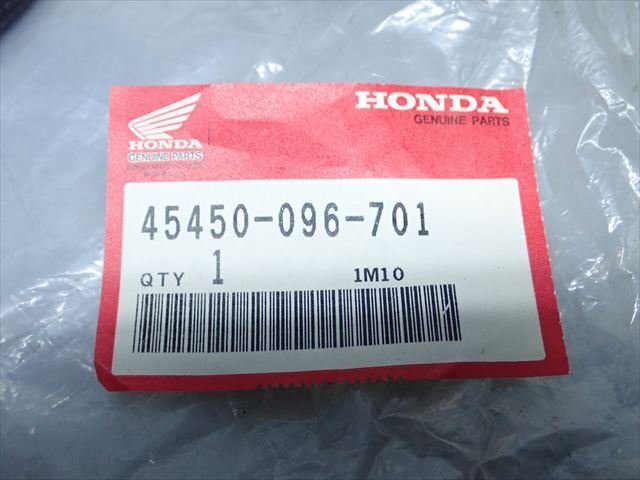 HONDA
GENUINE PARTS
HONDA
GENUINE PARTS
45450-096-701
QTY 1 1M10